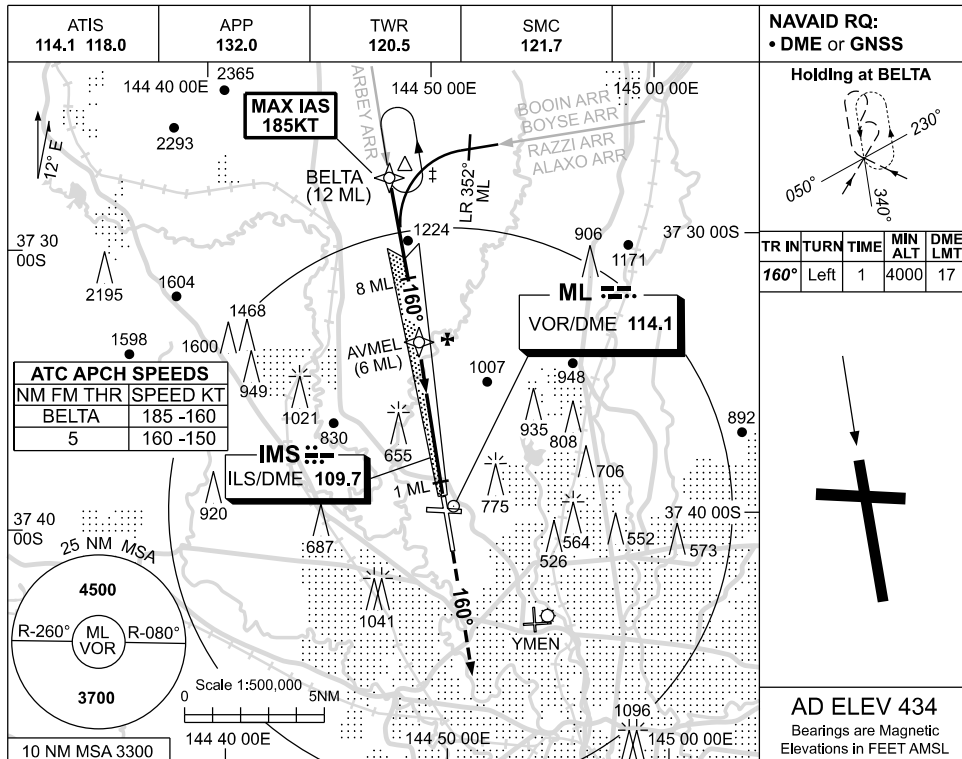 ATIS
114.1 118.0
APP
132.0
TWR
120.5
SMC
121.7
NAVAID RQ:
• DME or GNSS
144 40 00E
2365
144 50 00E
145 00 00E
2293
12° E
MAX IAS
185KT
ARBEY ARR
BOOIN ARR
BOYSE ARR
RAZZI ARR
ALAXO ARR
BELTA
(12 ML)
‡
LR 352°
ML
Holding at BELTA
230°
050°
340°
TR IN TURN TIME MIN ALT DME LMT
160° Left 1 4000 17
37 30
00S
1224
906
37 30 00S
1171
2195
1604
8 ML
160°
ML
VOR/DME 114.1
1468
1600
1598
949
AVMEL
(6 ML)
1007
948
ATC APCH SPEEDS
NM FM THR SPEED KT
BELTA 185 -160
5 160 -150
1021
830
655
935
808
892
706
IMS
ILS/DME 109.7
1 ML
775
920
687
37 40
00S
37 40
00S
526
564
552
573
25 NM MSA
4500
R-260°
ML
VOR
R-080°
3700
1041
160°
YMEN
Scale 1:500,000
0 5NM
1096
10 NM MSA 3300
144 40 00E
144 50 00E
145 00 00E
AD ELEV 434
Bearings are Magnetic
Elevations in FEET AMSL